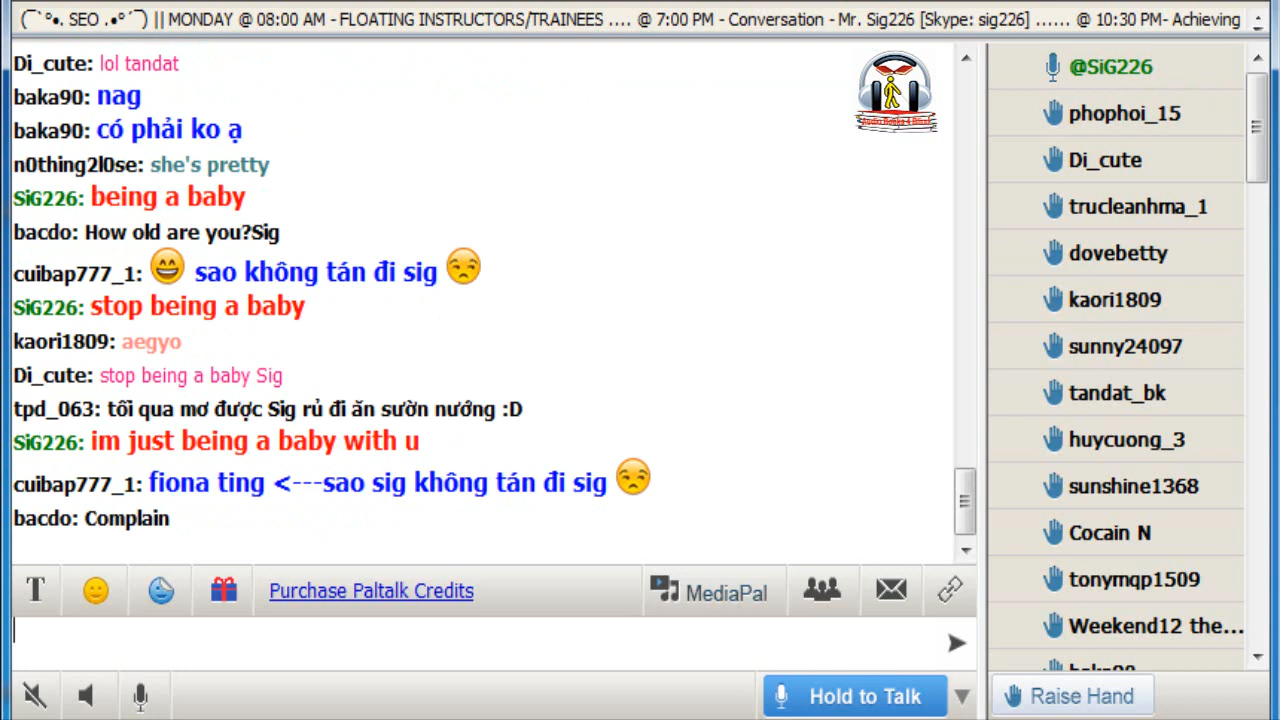 (¯`°•. SEO .•°´¯) || MONDAY @ 08:00 AM - FLOATING INSTRUCTORS/TRAINEES .... @ 7:00 PM - Conversation - Mr. Sig226 [Skype: sig226] ...... @ 10:30 PM- Achieving
Di_cute: lol tandat
baka90: nag
baka90: có phải ko ạ
n0thing2l0se: she's pretty
SiG226: being a baby
bacdo: How old are you?Sig
cuibap777_1: sao không tán đi sig
SiG226: stop being a baby
kaori1809: aegyo
Di_cute: stop being a baby Sig
tpd_063: tối qua mơ được Sig rủ đi ăn sườn nướng :D
SiG226: im just being a baby with u
cuibap777_1: fiona ting <---sao sig không tán đi sig
bacdo: Complain
Audio Books 4 Blind
@SiG226
phophoi_15
Di_cute
trucleanhma_1
dovebetty
kaori1809
sunny24097
tandat_bk
huycuong_3
sunshine1368
Cocain N
tonymqp1509
Weekend12 the...
baka90
T
Purchase Paltalk Credits
MediaPal
Hold to Talk
Raise Hand